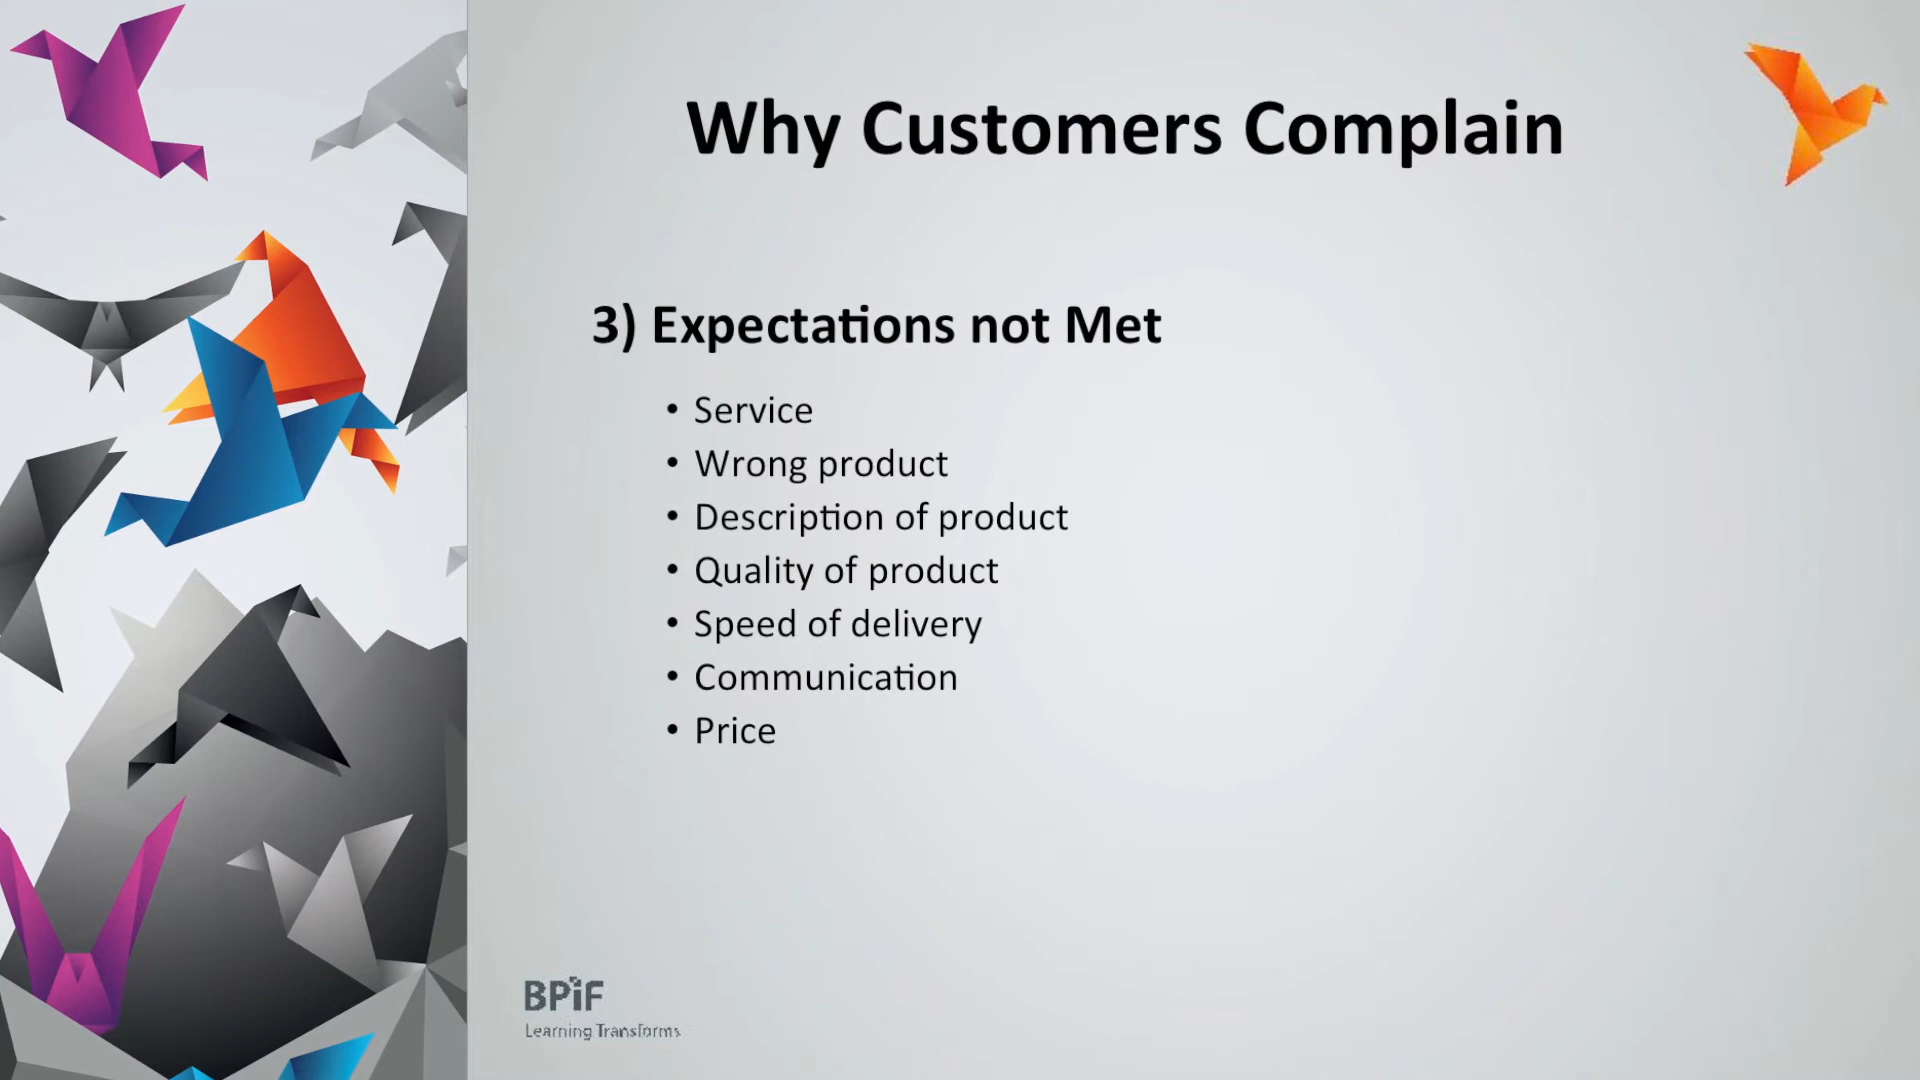 Why Customers Complain
3) Expectations not Met
• Service
• Wrong product
• Description of product
• Quality of product
• Speed of delivery
• Communication
• Price
BPiF
Learning Transforms